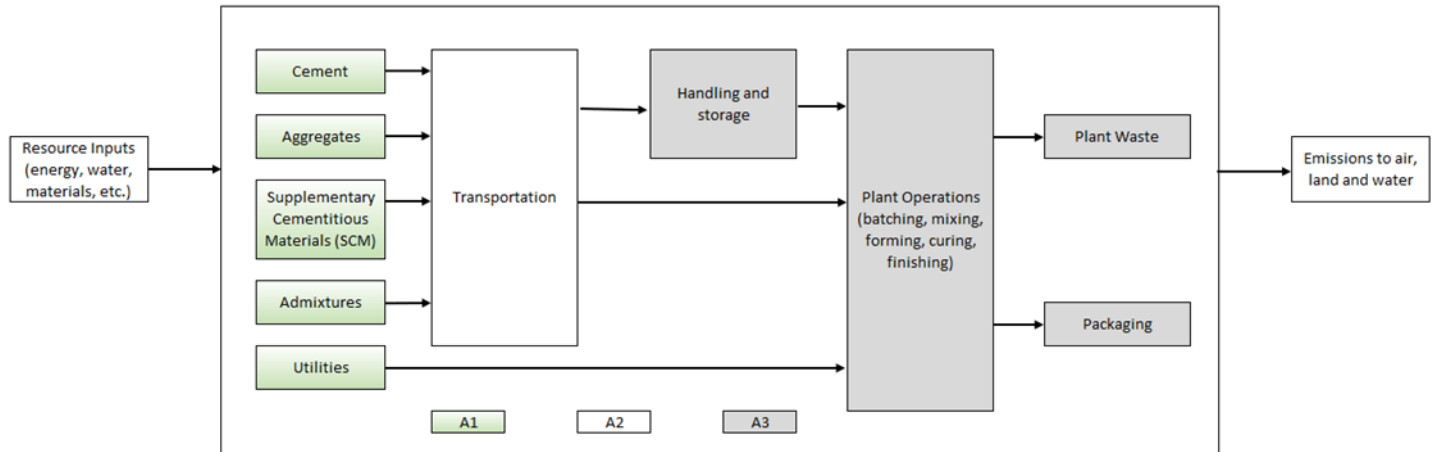 Resource Inputs
(energy, water,
materials, etc.)
Cement
Aggregates
Supplementary
Cementitious
Materials (SCM)
Admixtures
Utilities
Transportation
Handling and
storage
Plant Operations
(batching, mixing,
forming, curing,
finishing)
Plant Waste
Packaging
Emissions to air,
land and water
A1
A2
A3